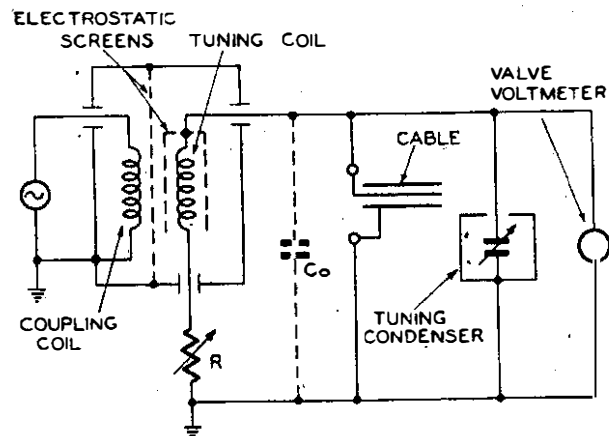 ELECTROSTATIC
SCREENS
TUNING COIL
VALVE
VOLTMETER
CABLE
Co
TUNING
CONDENSER
COUPLING
COIL
R